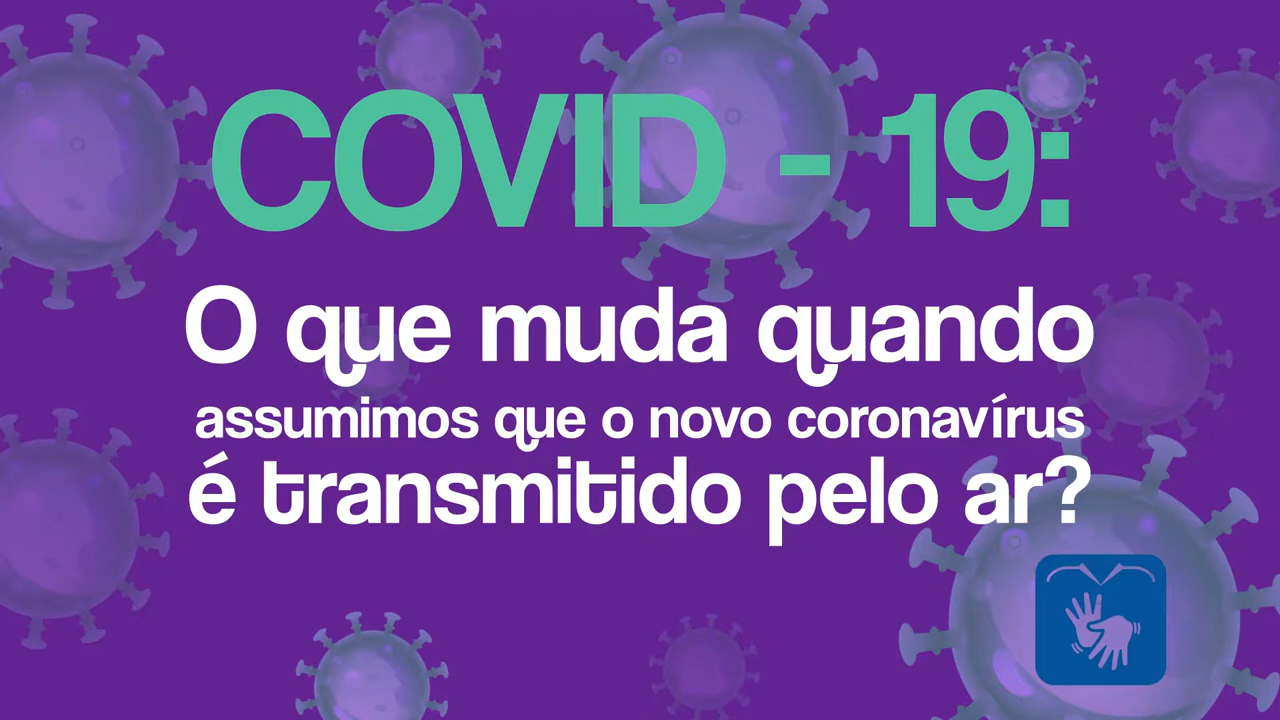 COVID - 19:
O que muda quando
assumimos que o novo coronavírus
é transmitido pelo ar?